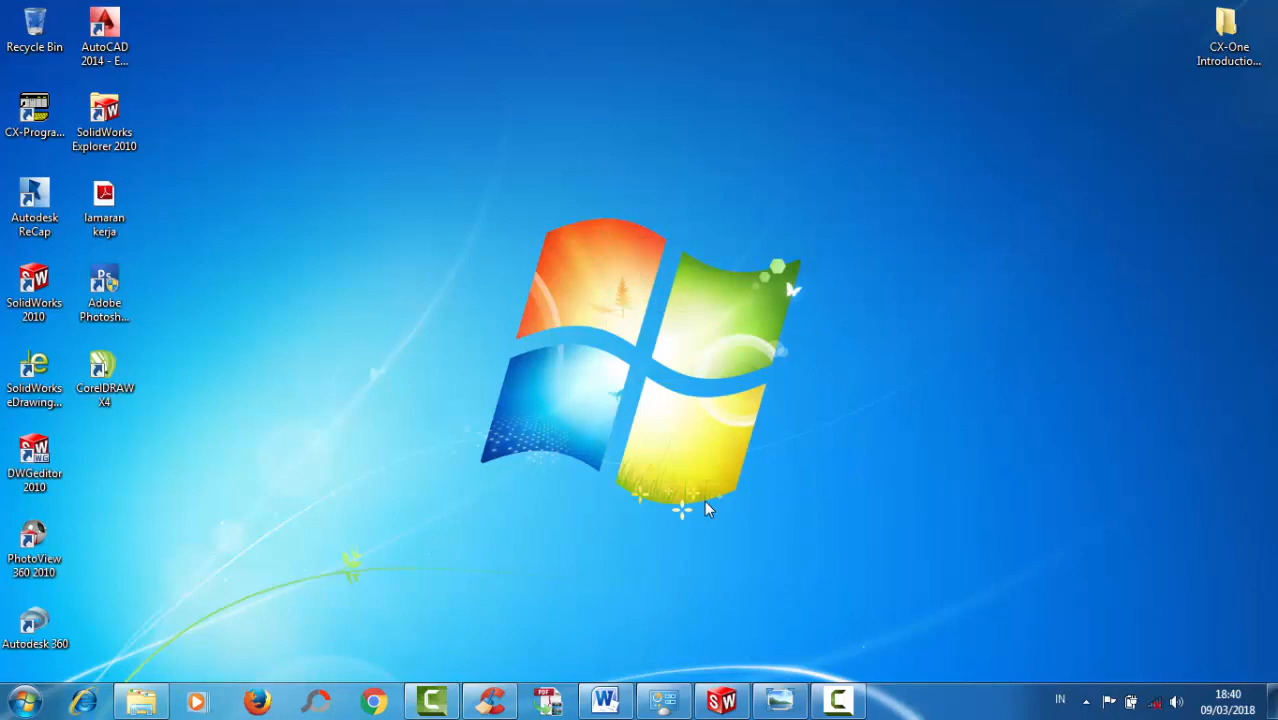 Recycle Bin
AutoCAD
2014 - E...
CX-One
Introductio...
CX-Progra...
SolidWorks
Explorer 2010
Autodesk
ReCap
lamaran
kerja
SolidWorks
2010
Adobe
Photosh...
SolidWorks
eDrawing...
CorelDRAW
X4
DWGeditor
2010
PhotoView
360 2010
Autodesk 360
IN
18:40
09/03/2018